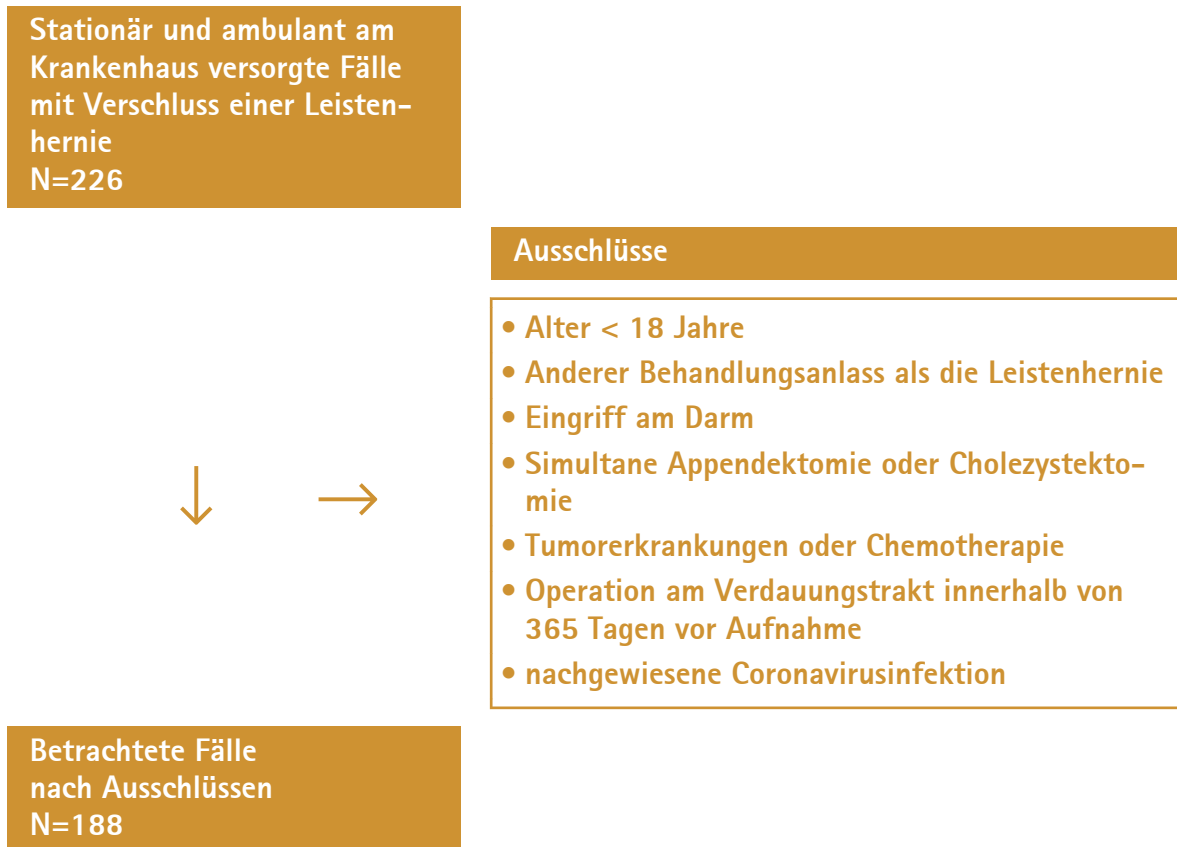 Stationär und ambulant am
Krankenhaus versorgte Fälle
mit Verschluss einer Leisten-
hernie
N=226
Ausschlüsse
• Alter < 18 Jahre
• Anderer Behandlungsanlass als die Leistenhernie
• Eingriff am Darm
• Simultane Appendektomie oder Cholezystekto-
mie
• Tumorerkrankungen oder Chemotherapie
• Operation am Verdauungstrakt innerhalb von
365 Tagen vor Aufnahme
• nachgewiesene Coronavirusinfektion
Betrachtete Fälle
nach Ausschlüssen
N=188